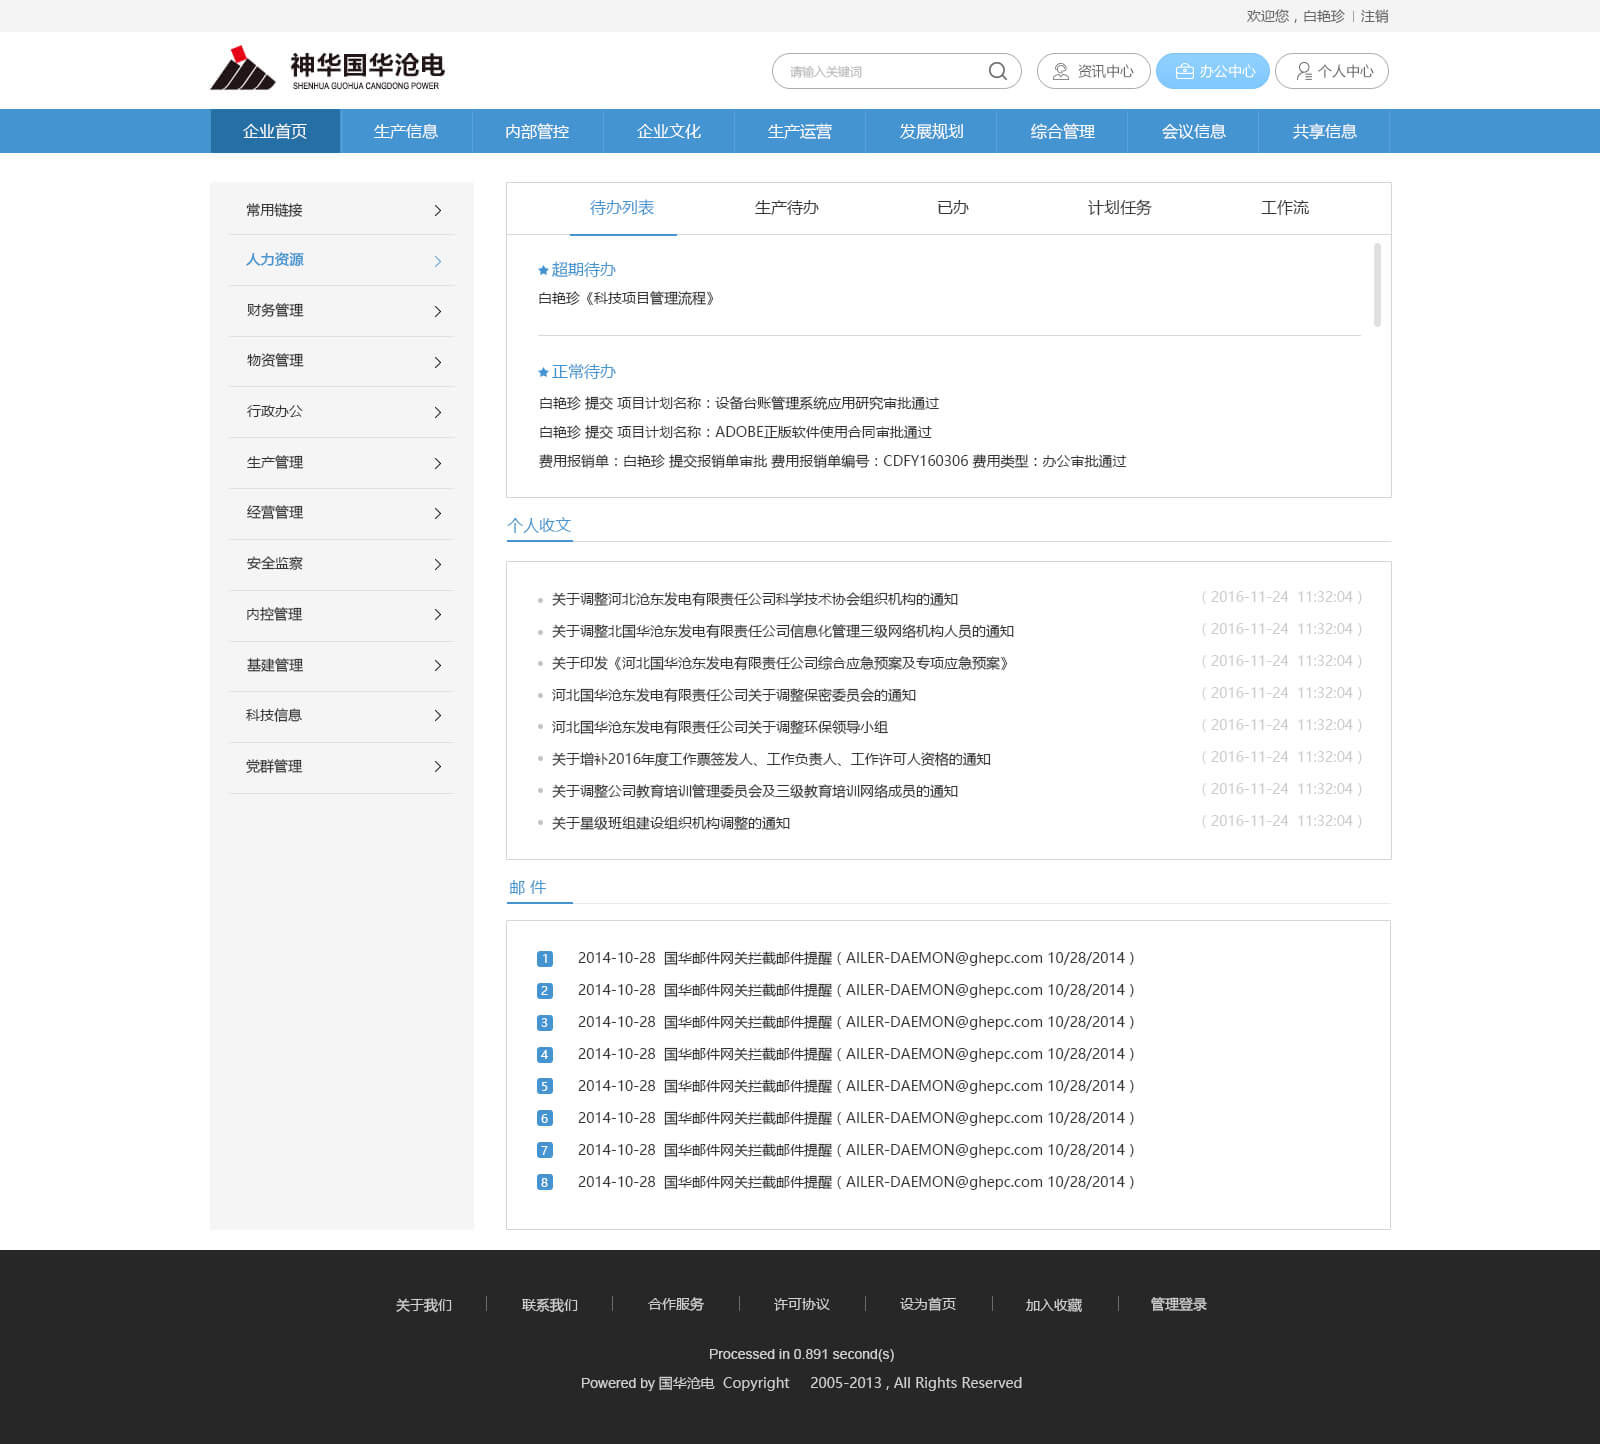 欢迎您，白艳珍 | 注销
神华国华沧电
SHENHUA GUOHUA CANGDONG POWER
请输入关键词
资讯中心
办公中心
个人中心
企业首页 生产信息 内部管控 企业文化 生产运营 发展规划 综合管理 会议信息 共享信息
常用链接
人力资源
财务管理
物资管理
行政办公
生产管理
经营管理
安全监察
内控管理
基建管理
科技信息
党群管理
待办列表 生产待办 已办 计划任务 工作流
超期待办
白艳珍《科技项目管理流程》
正常待办
白艳珍 提交 项目计划名称：设备台账管理系统应用研究审批通过
白艳珍 提交 项目计划名称：ADOBE正版软件使用合同审批通过
费用报销单：白艳珍 提交报销单审批 费用报销单编号：CDFY160306 费用类型：办公审批通过
个人收文
关于调整河北沧东发电有限责任公司科学技术协会组织机构的通知 （2016-11-24 11:32:04）
关于调整北国华沧东发电有限责任公司信息化管理三级网络机构人员的通知 （2016-11-24 11:32:04）
关于印发《河北国华沧东发电有限责任公司综合应急预案及专项应急预案》 （2016-11-24 11:32:04）
河北国华沧东发电有限责任公司关于调整保密委员会的通知 （2016-11-24 11:32:04）
河北国华沧东发电有限责任公司关于调整环保领导小组 （2016-11-24 11:32:04）
关于增补2016年度工作票签发人、工作负责人、工作许可人资格的通知 （2016-11-24 11:32:04）
关于调整公司教育培训管理委员会及三级教育培训网络成员的通知 （2016-11-24 11:32:04）
关于星级班组建设组织机构调整的通知 （2016-11-24 11:32:04）
邮 件
1 2014-10-28 国华邮件网关拦截邮件提醒（AILER-DAEMON@ghepc.com 10/28/2014）
2 2014-10-28 国华邮件网关拦截邮件提醒（AILER-DAEMON@ghepc.com 10/28/2014）
3 2014-10-28 国华邮件网关拦截邮件提醒（AILER-DAEMON@ghepc.com 10/28/2014）
4 2014-10-28 国华邮件网关拦截邮件提醒（AILER-DAEMON@ghepc.com 10/28/2014）
5 2014-10-28 国华邮件网关拦截邮件提醒（AILER-DAEMON@ghepc.com 10/28/2014）
6 2014-10-28 国华邮件网关拦截邮件提醒（AILER-DAEMON@ghepc.com 10/28/2014）
7 2014-10-28 国华邮件网关拦截邮件提醒（AILER-DAEMON@ghepc.com 10/28/2014）
8 2014-10-28 国华邮件网关拦截邮件提醒（AILER-DAEMON@ghepc.com 10/28/2014）
关于我们 | 联系我们 | 合作服务 | 许可协议 | 设为首页 | 加入收藏 | 管理登录
Processed in 0.891 second(s)
Powered by 国华沧电 Copyright 2005-2013 , All Rights Reserved